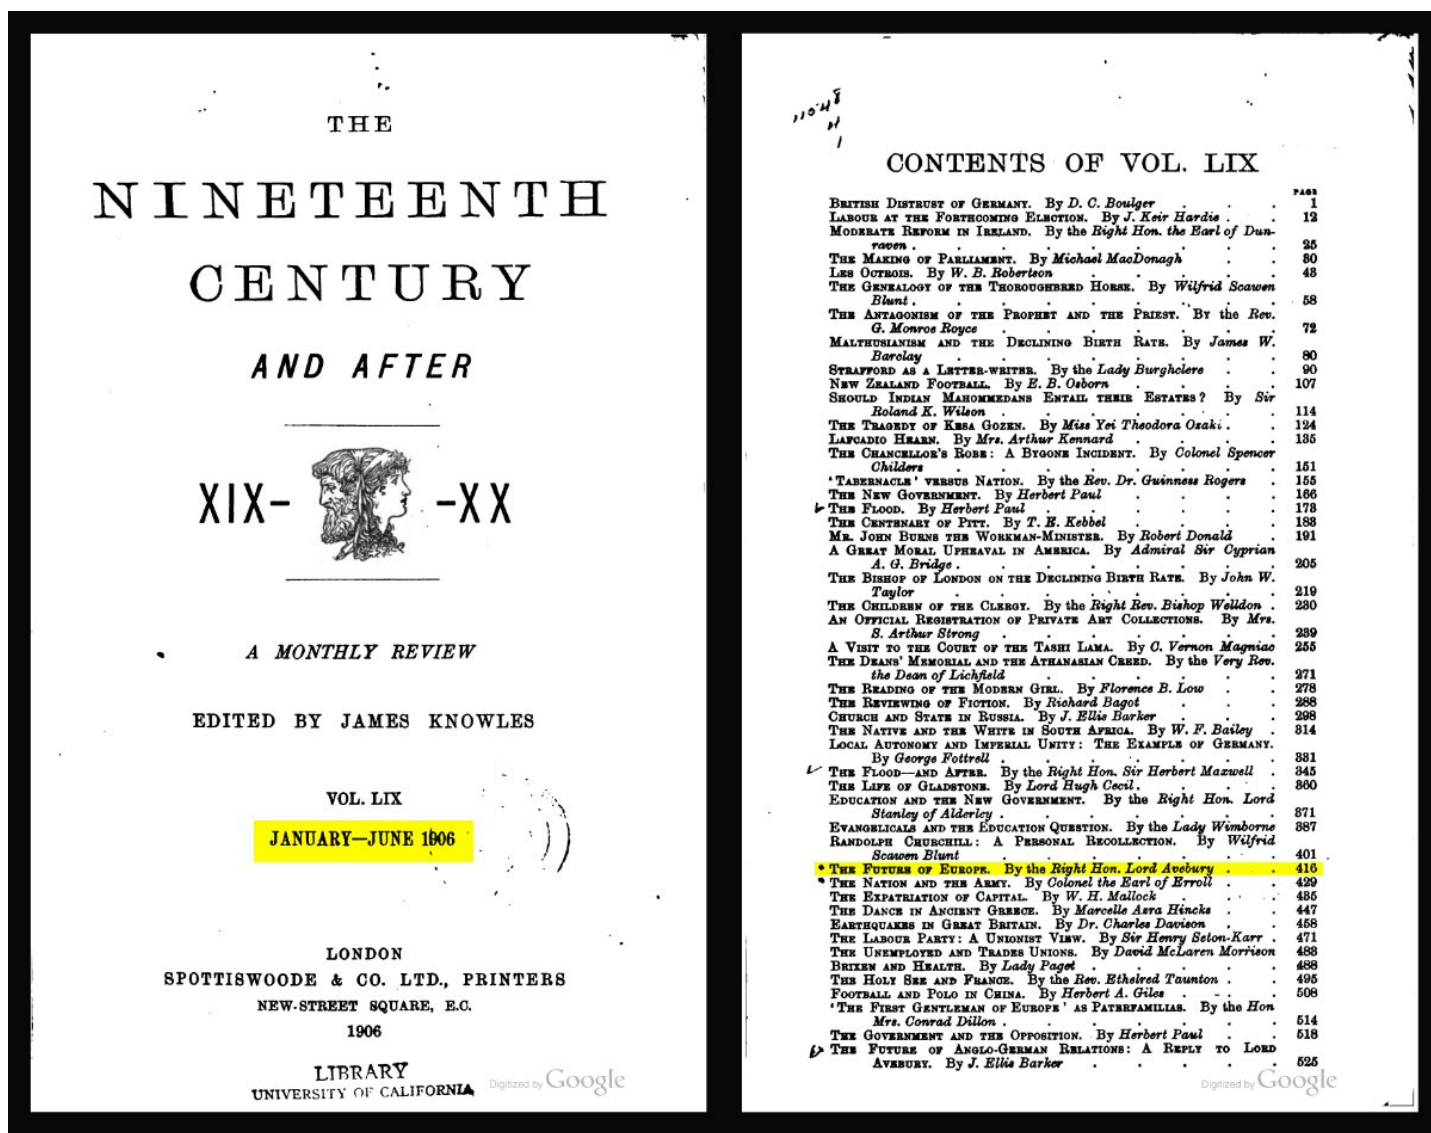 THE
NINETEENTH
CENTURY
AND AFTER
XIX-
-XX
A MONTHLY REVIEW
EDITED BY JAMES KNOWLES
VOL. LIX
JANUARY—JUNE 1906
LONDON
SPOTTISWOODE & CO. LTD., PRINTERS
NEW-STREET SQUARE, E.C.
1906
LIBRARY
UNIVERSITY OF CALIFORNIA
Digitized by Google
11048
CONTENTS OF VOL. LIX
PAGE
BRITISH DISTRUST OF GERMANY. By D. C. Boulger . . . 1
LABOUR AT THE FORTHCOMING ELECTION. By J. Keir Hardie . . 12
MODERATE REFORM IN IRELAND. By the Right Hon. the Earl of Dun-
raven . . . . . . . . 25
THE MAKING OF PARLIAMENT. By Michael MacDonagh . . 30
LES OCTROIS. By W. B. Robertson . . . . . 48
THE GENEALOGY OF THE THOROUGHBRED HORSE. By Wilfrid Scawen
Blunt . . . . . . . . 58
THE ANTAGONISM OF THE PROPHET AND THE PRIEST. By the Rev.
G. Monroe Royce . . . . . . . 72
MALTHUSIANISM AND THE DECLINING BIRTH RATE. By James W.
Barclay . . . . . . . . 80
STRAFFORD AS A LETTER-WRITER. By the Lady Burghclere . . 90
NEW ZEALAND FOOTBALL. By E. B. Osborn . . . . 107
SHOULD INDIAN MAHOMMEDANS ENTAIL THEIR ESTATES? By Sir
Roland K. Wilson . . . . . . . 114
THE TRAGEDY OF KESA GOZEN. By Miss Yei Theodora Ozaki . . 124
LAFCADIO HEARN. By Mrs. Arthur Kennard . . . . 135
THE CHANCELLOR'S ROBE: A BYGONE INCIDENT. By Colonel Spencer
Childers . . . . . . . . 151
'TABERNACLE' VERSUS NATION. By the Rev. Dr. Guinness Rogers . 155
THE NEW GOVERNMENT. By Herbert Paul . . . . 166
THE FLOOD. By Herbert Paul . . . . . . 178
THE CENTENARY OF PITT. By T. E. Kebbel . . . . 188
MR. JOHN BURNS THE WORKMAN-MINISTER. By Robert Donald . 191
A GREAT MORAL UPHEAVAL IN AMERICA. By Admiral Sir Cyprian
A. G. Bridge . . . . . . . . 205
THE BISHOP OF LONDON ON THE DECLINING BIRTH RATE. By John W.
Taylor . . . . . . . . 219
THE CHILDREN OF THE CLERGY. By the Right Rev. Bishop Welldon . 230
AN OFFICIAL REGISTRATION OF PRIVATE ART COLLECTIONS. By Mrs.
S. Arthur Strong . . . . . . . 239
A VISIT TO THE COURT OF THE TASHI LAMA. By C. Vernon Magniac 255
THE DEANS' MEMORIAL AND THE ATHANASIAN CREED. By the Very Rev.
the Dean of Lichfield . . . . . . 271
THE READING OF THE MODERN GIRL. By Florence B. Low . . 278
THE REVIEWING OF FICTION. By Richard Bagot . . . 288
CHURCH AND STATE IN RUSSIA. By J. Ellis Barker . . . 298
THE NATIVE AND THE WHITE IN SOUTH AFRICA. By W. F. Bailey . 314
LOCAL AUTONOMY AND IMPERIAL UNITY: THE EXAMPLE OF GERMANY.
By George Fottrell . . . . . . . 331
THE FLOOD—AND AFTER. By the Right Hon. Sir Herbert Maxwell . 345
THE LIFE OF GLADSTONE. By Lord Hugh Cecil . . . . 360
EDUCATION AND THE NEW GOVERNMENT. By the Right Hon. Lord
Stanley of Alderley . . . . . . . 371
EVANGELICALS AND THE EDUCATION QUESTION. By the Lady Wimborne 387
RANDOLPH CHURCHILL: A PERSONAL RECOLLECTION. By Wilfrid
Scawen Blunt . . . . . . . 401
THE FUTURE OF EUROPE. By the Right Hon. Lord Avebury . . 416
THE NATION AND THE ARMY. By Colonel the Earl of Erroll . . 429
THE EXPATRIATION OF CAPITAL. By W. H. Mallock . . . 435
THE DANCE IN ANCIENT GREECE. By Marcelle Azra Hincks . . 447
EARTHQUAKES IN GREAT BRITAIN. By Dr. Charles Davison . . 458
THE LABOUR PARTY: A UNIONIST VIEW. By Sir Henry Seton-Karr . 471
THE UNEMPLOYED AND TRADES UNIONS. By David McLaren Morrison 483
BRIXEN AND HEALTH. By Lady Paget . . . . . 488
THE HOLY SEE AND FRANCE. By the Rev. Ethelred Taunton . . 495
FOOTBALL AND POLO IN CHINA. By Herbert A. Giles . . . 508
'THE FIRST GENTLEMAN OF EUROPE' AS PATERFAMILIAS. By the Hon
Mrs. Conrad Dillon . . . . . . . 514
THE GOVERNMENT AND THE OPPOSITION. By Herbert Paul . . 518
THE FUTURE OF ANGLO-GERMAN RELATIONS: A REPLY TO LORD
AVEBURY. By J. Ellis Barker . . . . . 525
Digitized by Google